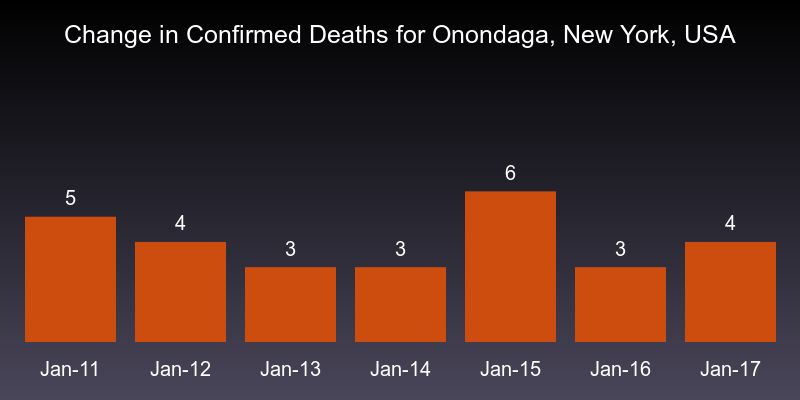 Change in Confirmed Deaths for Onondaga, New York, USA
5
4
3
3
6
3
4
Jan-11
Jan-12
Jan-13
Jan-14
Jan-15
Jan-16
Jan-17